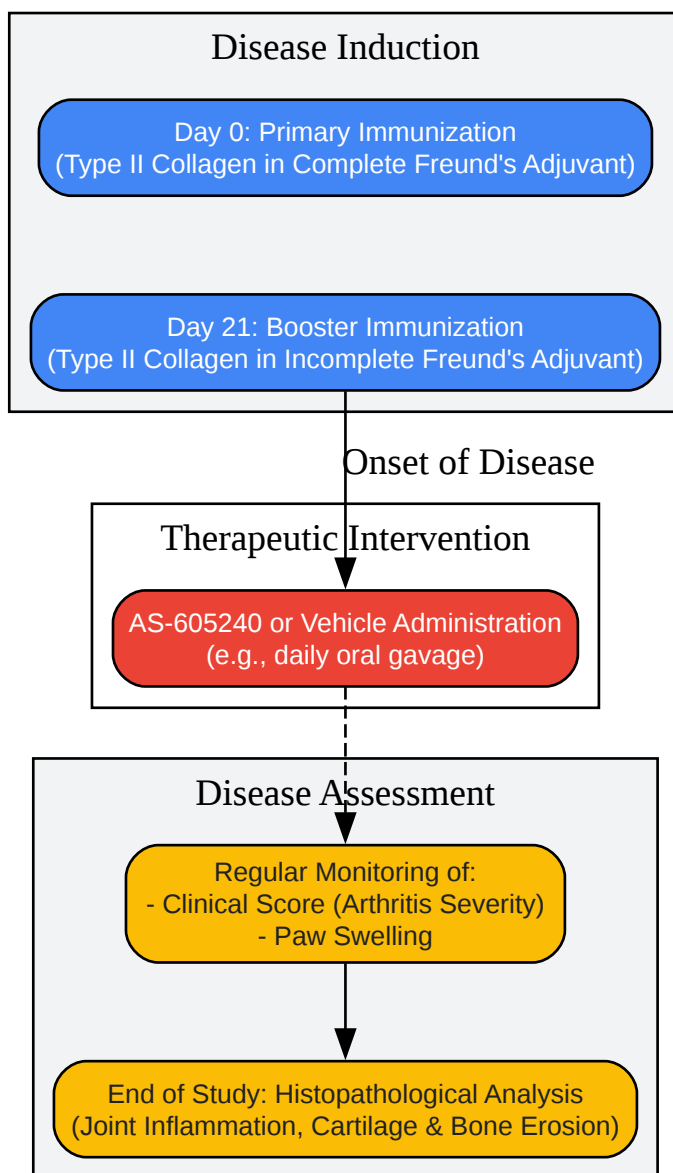 Disease Induction
Day 0: Primary Immunization
(Type II Collagen in Complete Freund's Adjuvant)
Day 21: Booster Immunization
(Type II Collagen in Incomplete Freund's Adjuvant)
Onset of Disease
Therapeutic Intervention
AS-605240 or Vehicle Administration
(e.g., daily oral gavage)
Disease Assessment
Regular Monitoring of:
- Clinical Score (Arthritis Severity)
- Paw Swelling
End of Study: Histopathological Analysis
(Joint Inflammation, Cartilage & Bone Erosion)